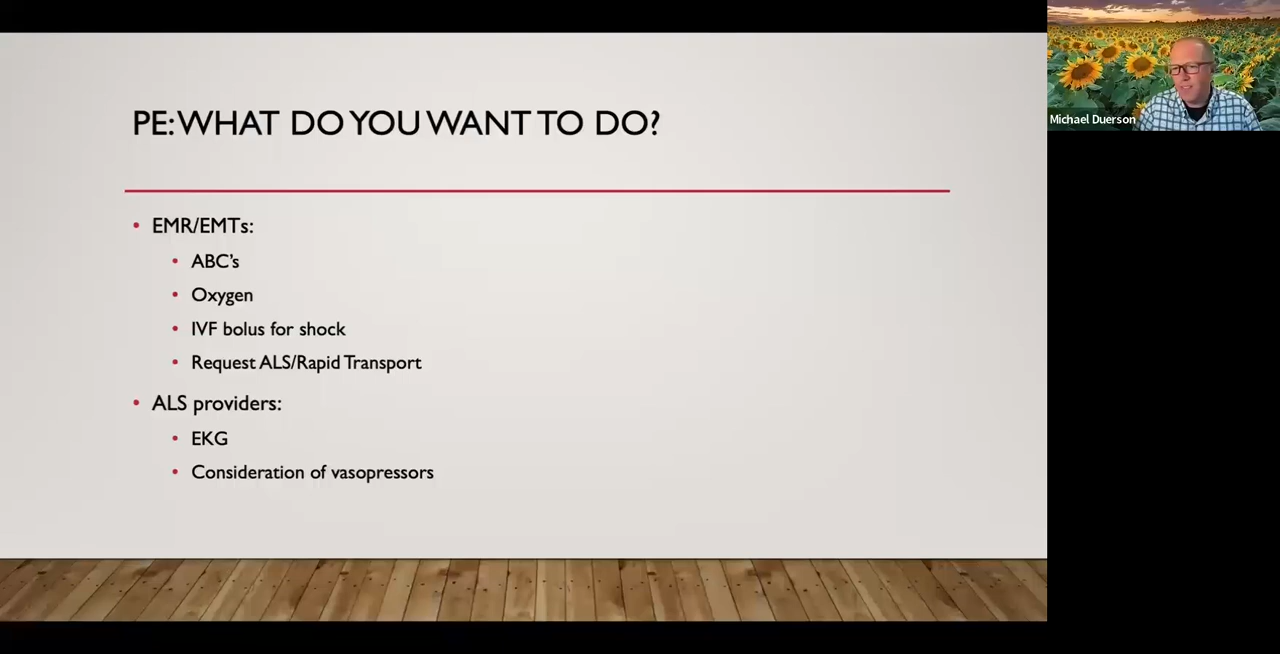 PE: WHAT DO YOU WANT TO DO?
• EMR/EMTs:
• ABC's
• Oxygen
• IVF bolus for shock
• Request ALS/Rapid Transport
• ALS providers:
• EKG
• Consideration of vasopressors
Michael Duerson